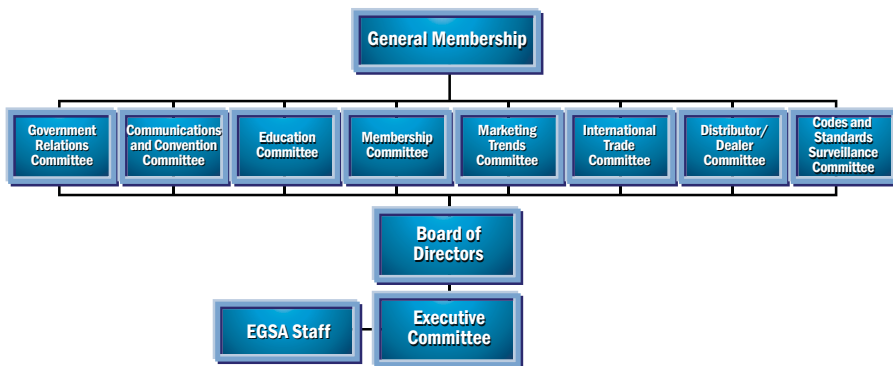 General Membership
Government
Relations
Committee
Communications
and Convention
Committee
Education
Committee
Membership
Committee
Marketing
Trends
Committee
International
Trade
Committee
Distributor/
Dealer
Committee
Codes and
Standards
Surveillance
Committee
Board of
Directors
EGSA Staff
Executive
Committee